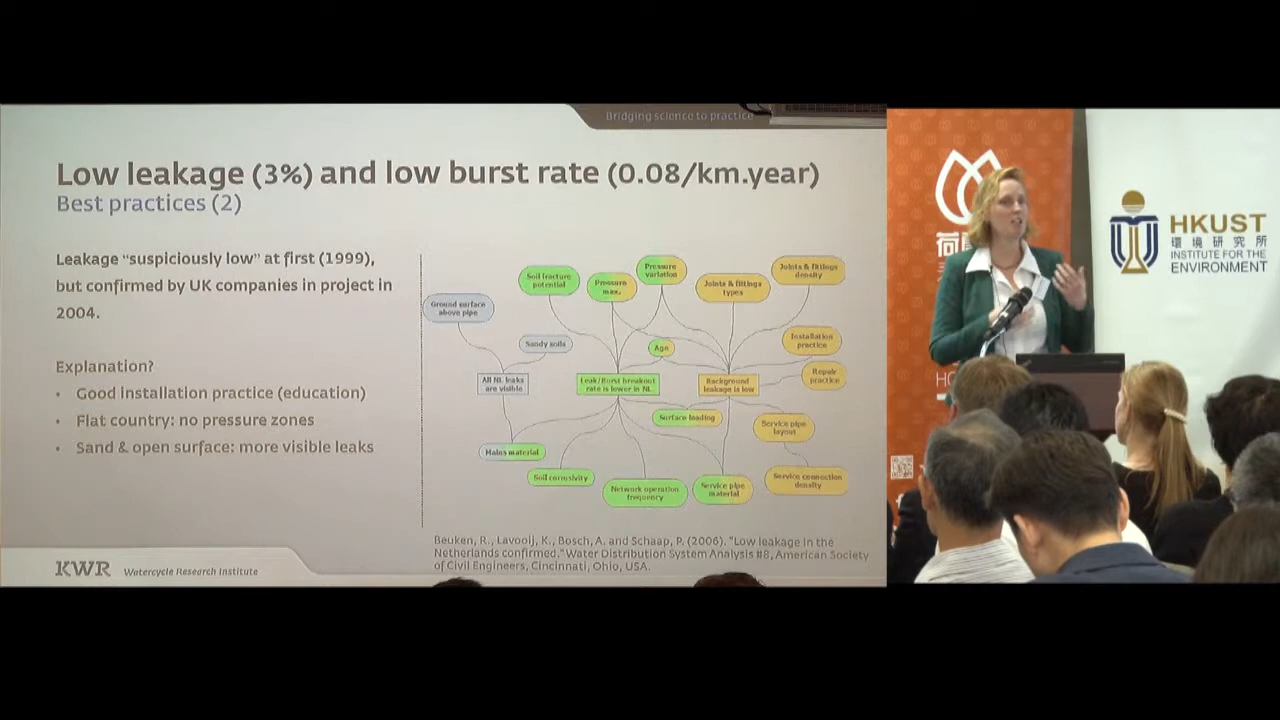 Bridging science to practice
Low leakage (3%) and low burst rate (0.08/km.year)
Best practices (2)
Leakage “suspiciously low” at first (1999),
but confirmed by UK companies in project in
2004.
Explanation?
• Good installation practice (education)
• Flat country: no pressure zones
• Sand & open surface: more visible leaks
Soil fracture
potential
Pressure
max.
Pressure
variation
Joints & fittings
types
Joints & fittings
density
Ground surface
above pipe
Sandy soils
Age
Installation
practice
All NL leaks
are visible
Leak/Burst breakout
rate is lower in NL
Background
leakage is low
Repair
practice
Surface loading
Service pipe
layout
Mains material
Soil corrosivity
Network operation
frequency
Service pipe
material
Service connection
density
Beuken, R., Lavooij, K., Bosch, A. and Schaap, P. (2006). "Low leakage in the
Netherlands confirmed." Water Distribution System Analysis #8, American Society
of Civil Engineers, Cincinnati, Ohio, USA.
KWR Watercycle Research Institute
荷
HKUST
環境研究所
INSTITUTE FOR THE
ENVIRONMENT